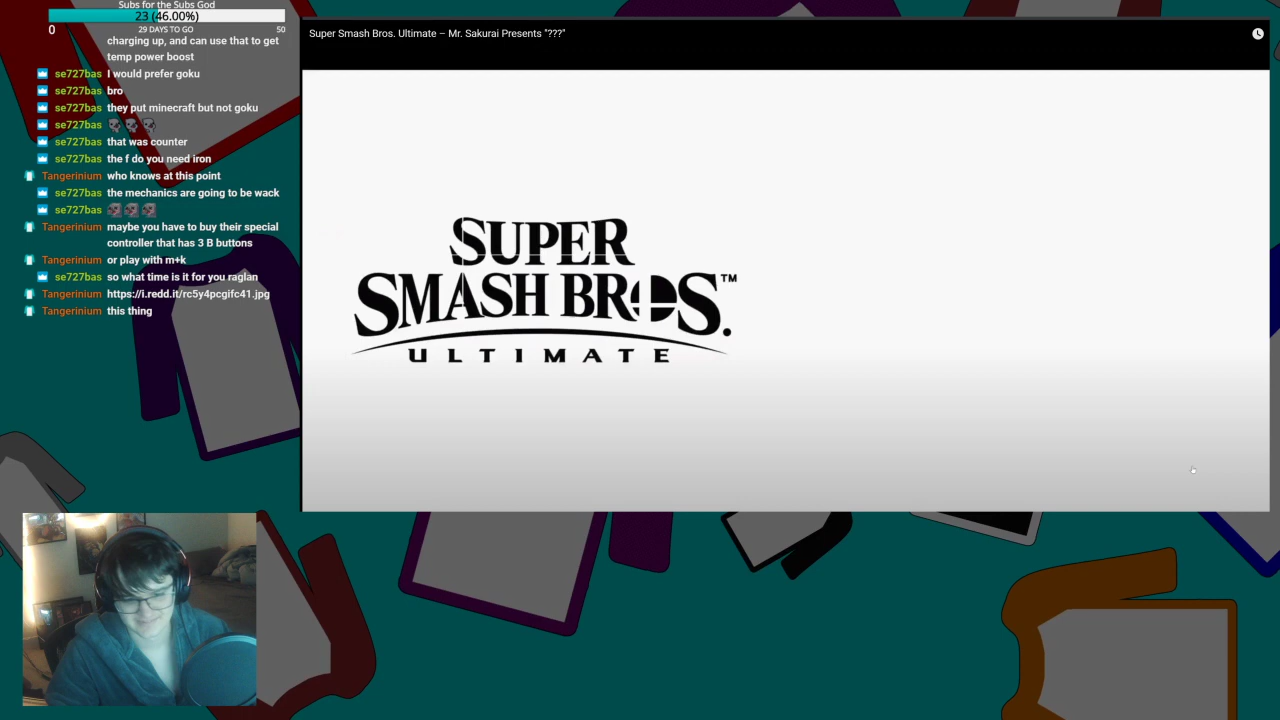 Subs for the Subs God
23 (46.00%)
0
29 DAYS TO GO
50
charging up, and can use that to get
temp power boost
se727bas I would prefer goku
se727bas bro
se727bas they put minecraft but not goku
se727bas
se727bas that was counter
se727bas the f do you need iron
Tangerinium who knows at this point
se727bas the mechanics are going to be wack
se727bas
Tangerinium maybe you have to buy their special
controller that has 3 B buttons
Tangerinium or play with m+k
se727bas so what time is it for you raglan
Tangerinium https://i.redd.it/rc5y4pcgifc41.jpg
Tangerinium this thing
Super Smash Bros. Ultimate – Mr. Sakurai Presents "???"
SUPER
SMASH BROS.™
ULTIMATE